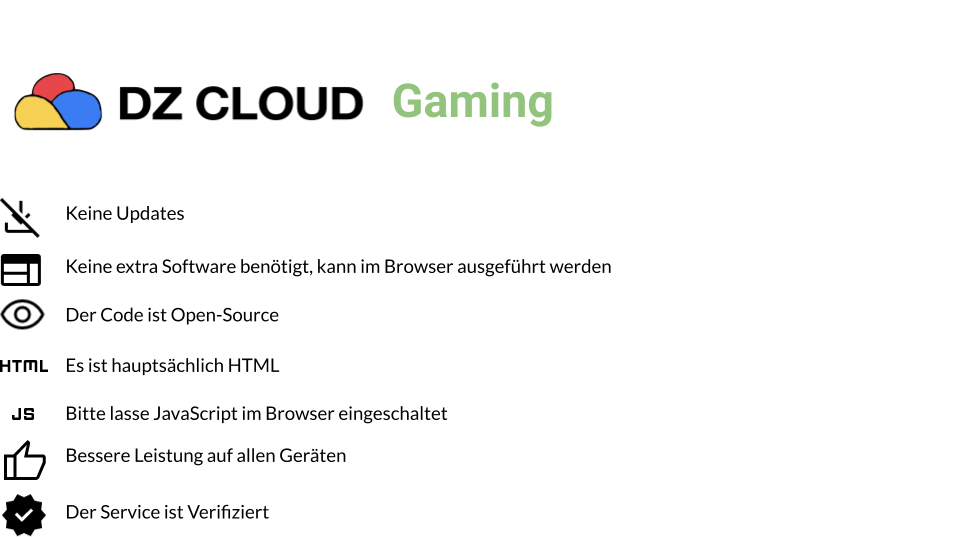 DZ CLOUD Gaming
Keine Updates
Keine extra Software benötigt, kann im Browser ausgeführt werden
Der Code ist Open-Source
HTML Es ist hauptsächlich HTML
JS Bitte lasse JavaScript im Browser eingeschaltet
Bessere Leistung auf allen Geräten
Der Service ist Verifiziert